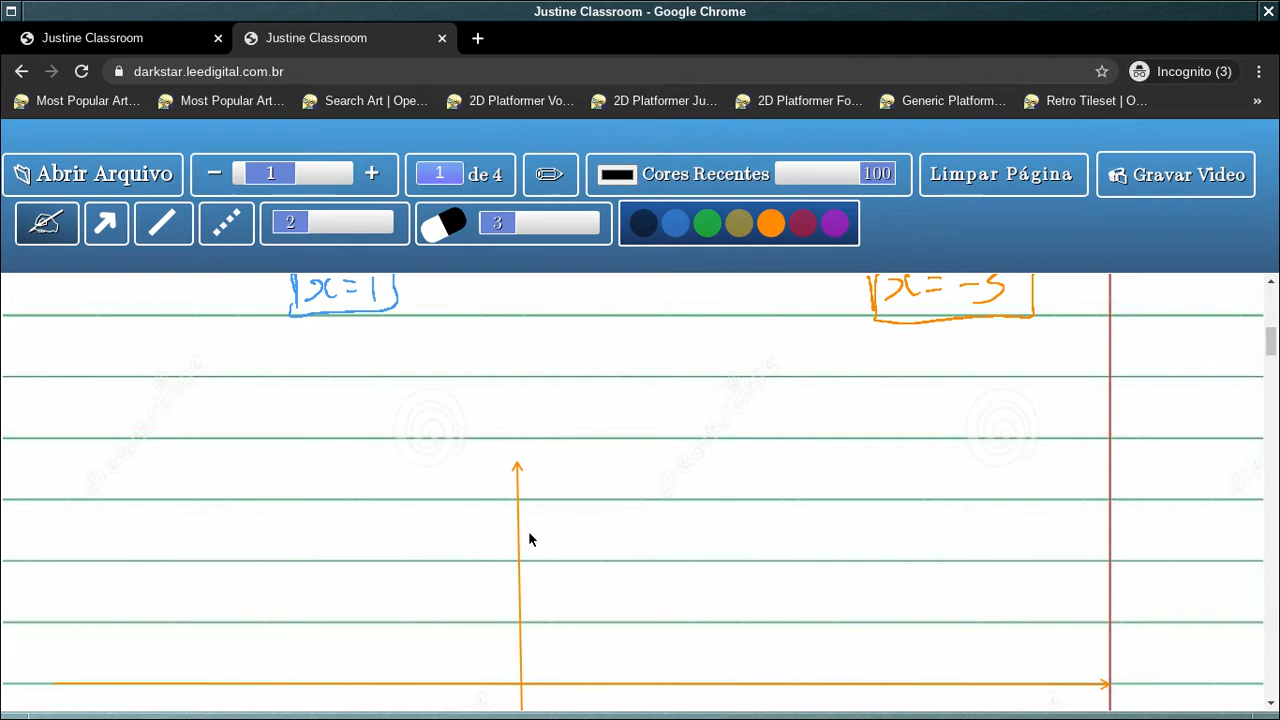 Justine Classroom - Google Chrome
Justine Classroom
Justine Classroom
darkstar.leedigital.com.br
Incognito (3)
Most Popular Art...
Most Popular Art...
Search Art | Ope...
2D Platformer Vo...
2D Platformer Ju...
2D Platformer Fo...
Generic Platform...
Retro Tileset | O...
»
Abrir Arquivo
− 1 +
1 de 4
Cores Recentes
100
Limpar Página
Gravar Video
2
3
x = 1
x = -5
dreamstime
dreamstime